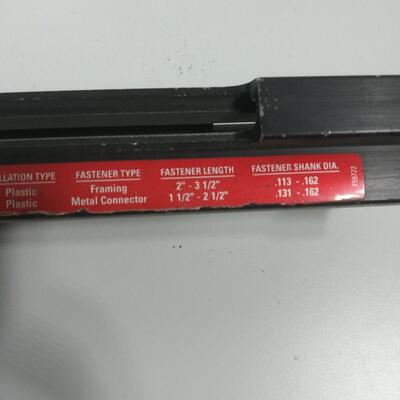 LLATION TYPE FASTENER TYPE FASTENER LENGTH FASTENER SHANK DIA.
Plastic Framing 2" - 3 1/2" .113 - .162
Plastic Metal Connector 1 1/2" - 2 1/2" .131 - .162
159722